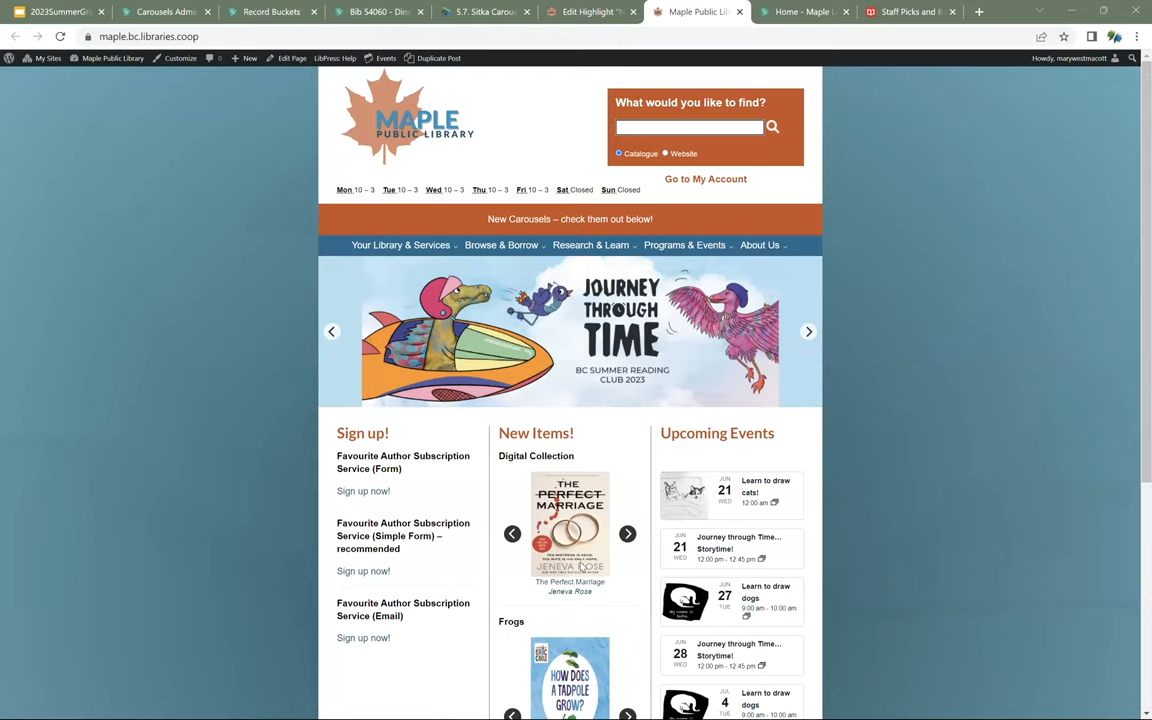 2023SummerGra
Carousels Admi
Record Buckets
Bib 54060 - Din
5.7. Sitka Carous
Edit Highlight "N
Maple Public Lib
Home - Maple L
Staff Picks and B
maple.bc.libraries.coop
My Sites
Maple Public Library
Customize
0
New
Edit Page
LibPress: Help
Events
Duplicate Post
Howdy, marywestmacott
MAPLE
PUBLIC LIBRARY
What would you like to find?
Catalogue
Website
Go to My Account
Mon 10 – 3 Tue 10 – 3 Wed 10 – 3 Thu 10 – 3 Fri 10 – 3 Sat Closed Sun Closed
New Carousels – check them out below!
Your Library & Services
Browse & Borrow
Research & Learn
Programs & Events
About Us
JOURNEY
THROUGH
TIME
BC SUMMER READING
CLUB 2023
Sign up!
Favourite Author Subscription
Service (Form)
Sign up now!
Favourite Author Subscription
Service (Simple Form) –
recommended
Sign up now!
Favourite Author Subscription
Service (Email)
Sign up now!
New Items!
Digital Collection
THE
PERFECT
MARRIAGE
JENEVA ROSE
The Perfect Marriage
Jeneva Rose
Frogs
ERIC
CARLE
HOW DOES
A TADPOLE
GROW?
Upcoming Events
JUN
21
WED
Learn to draw
cats!
12:00 am
JUN
21
WED
Journey through Time...
Storytime!
12:00 pm - 12:45 pm
JUN
27
TUE
Learn to draw
dogs
9:00 am - 10:00 am
JUN
28
WED
Journey through Time...
Storytime!
12:00 pm - 12:45 pm
JUL
4
TUE
Learn to draw
dogs
9:00 am - 10:00 am